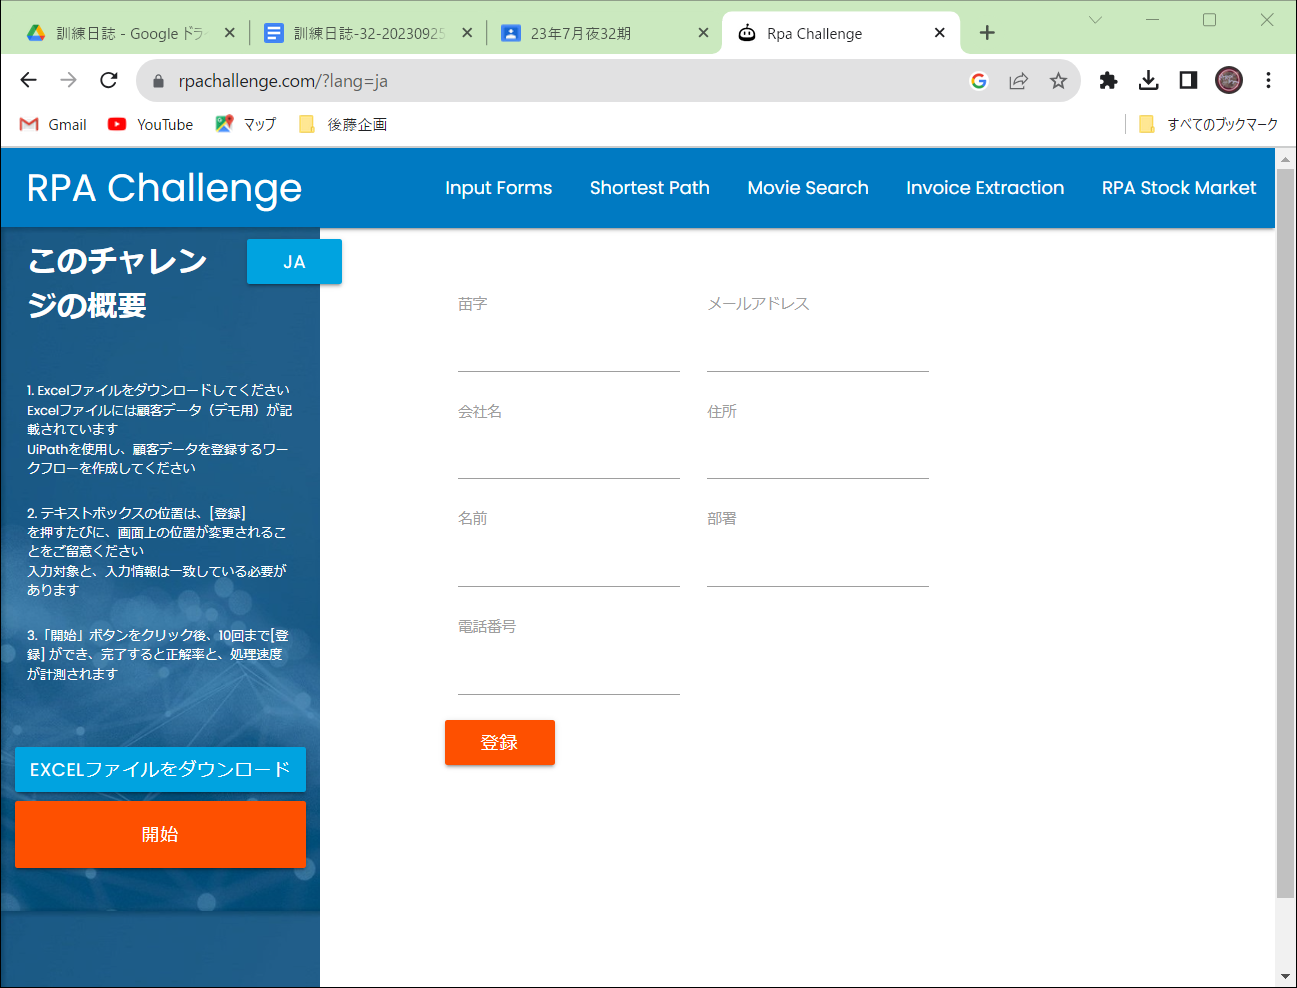 訓練日誌 - Google ドラ
訓練日誌-32-20230925
23年7月夜32期
Rpa Challenge
rpachallenge.com/?lang=ja
Gmail
YouTube
マップ
後藤企画
すべてのブックマーク
RPA Challenge
Input Forms
Shortest Path
Movie Search
Invoice Extraction
RPA Stock Market
このチャレン
ジの概要
JA
1. Excelファイルをダウンロードしてください
Excelファイルには顧客データ（デモ用）が記
載されています
UiPathを使用し、顧客データを登録するワー
クフローを作成してください
2. テキストボックスの位置は、[登録]
を押すたびに、画面上の位置が変更されるこ
とをご留意ください
入力対象と、入力情報は一致している必要が
あります
3.「開始」ボタンをクリック後、10回まで[登
録] ができ、完了すると正解率と、処理速度
が計測されます
EXCELファイルをダウンロード
開始
苗字
メールアドレス
会社名
住所
名前
部署
電話番号
登録